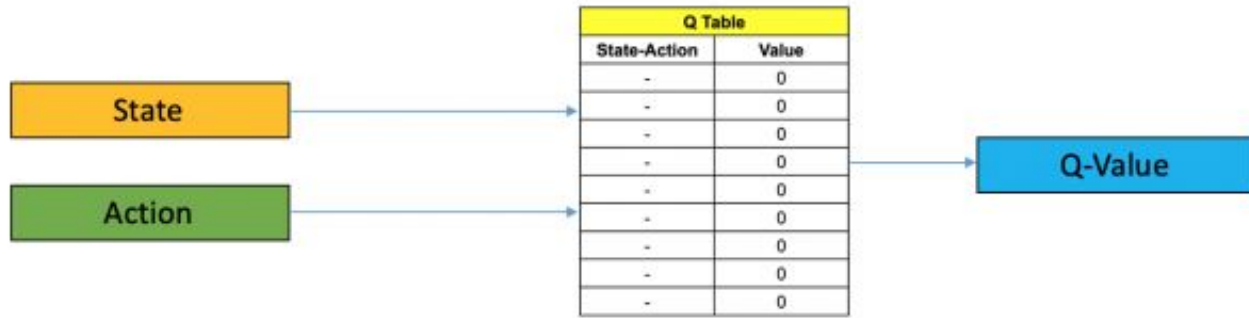 Q Table
State-Action Value
- 0
- 0
- 0
- 0
- 0
- 0
- 0
- 0
- 0
State
Action
Q-Value